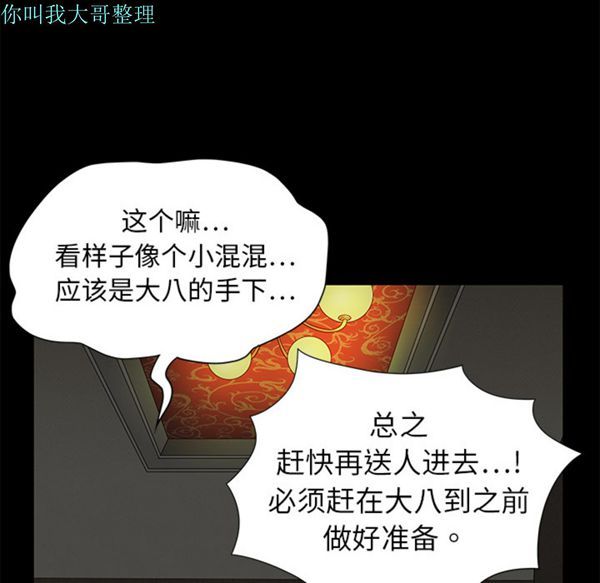 你叫我大哥整理
这个嘛...
看样子像个小混混...
应该是大八的手下...
总之
赶快再送人进去...!
必须赶在大八到之前
做好准备。